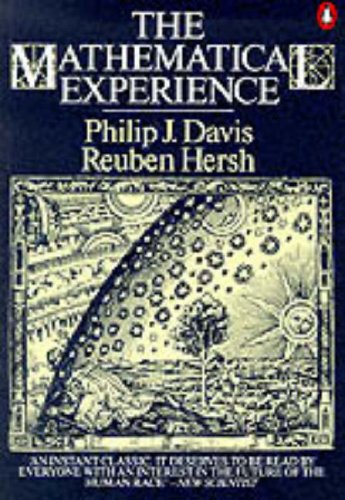 THE
MATHEMATICAL
EXPERIENCE
Philip J. Davis
Reuben Hersh
'AN INSTANT CLASSIC. IT DESERVES TO BE READ BY
EVERYONE WITH AN INTEREST IN THE FUTURE OF THE
HUMAN RACE' – NEW SCIENTIST